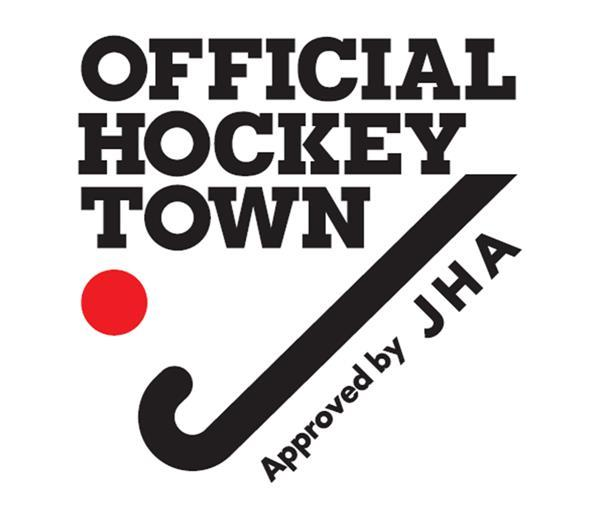 OFFICIAL
HOCKEY
TOWN
Approved by JHA